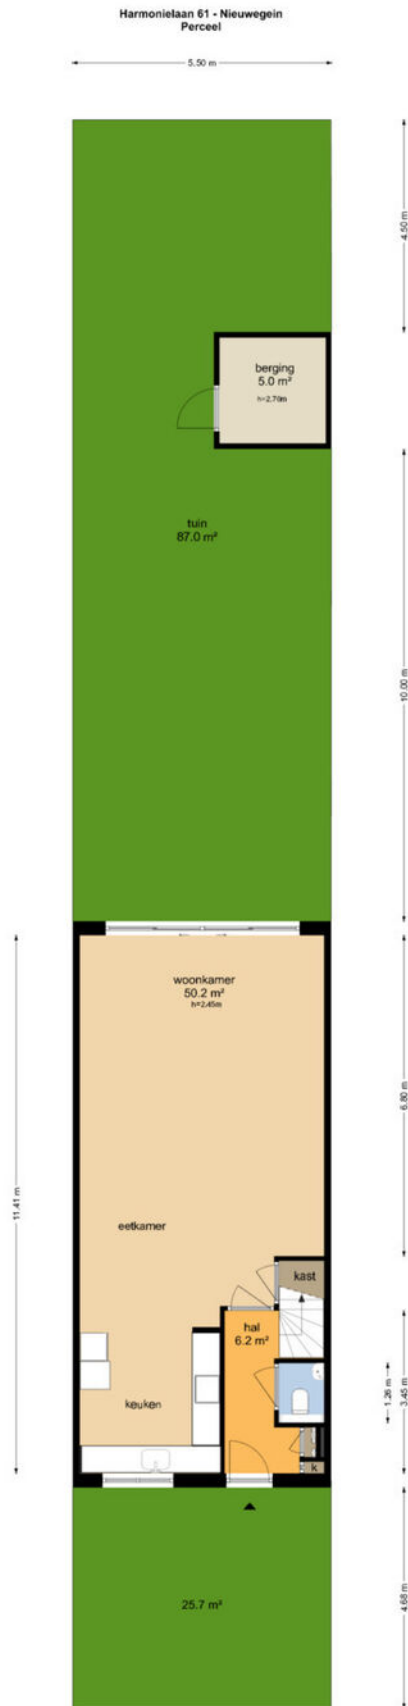 Harmonielaan 61 - Nieuwegein
Perceel
5.50 m
4.50 m
berging
5.0 m²
h=2.70m
tuin
87.0 m²
10.00 m
woonkamer
50.2 m²
h=2.45m
11.41 m
6.80 m
eetkamer
kast
hal
6.2 m²
keuken
1.26 m
3.45 m
k
25.7 m²
4.68 m